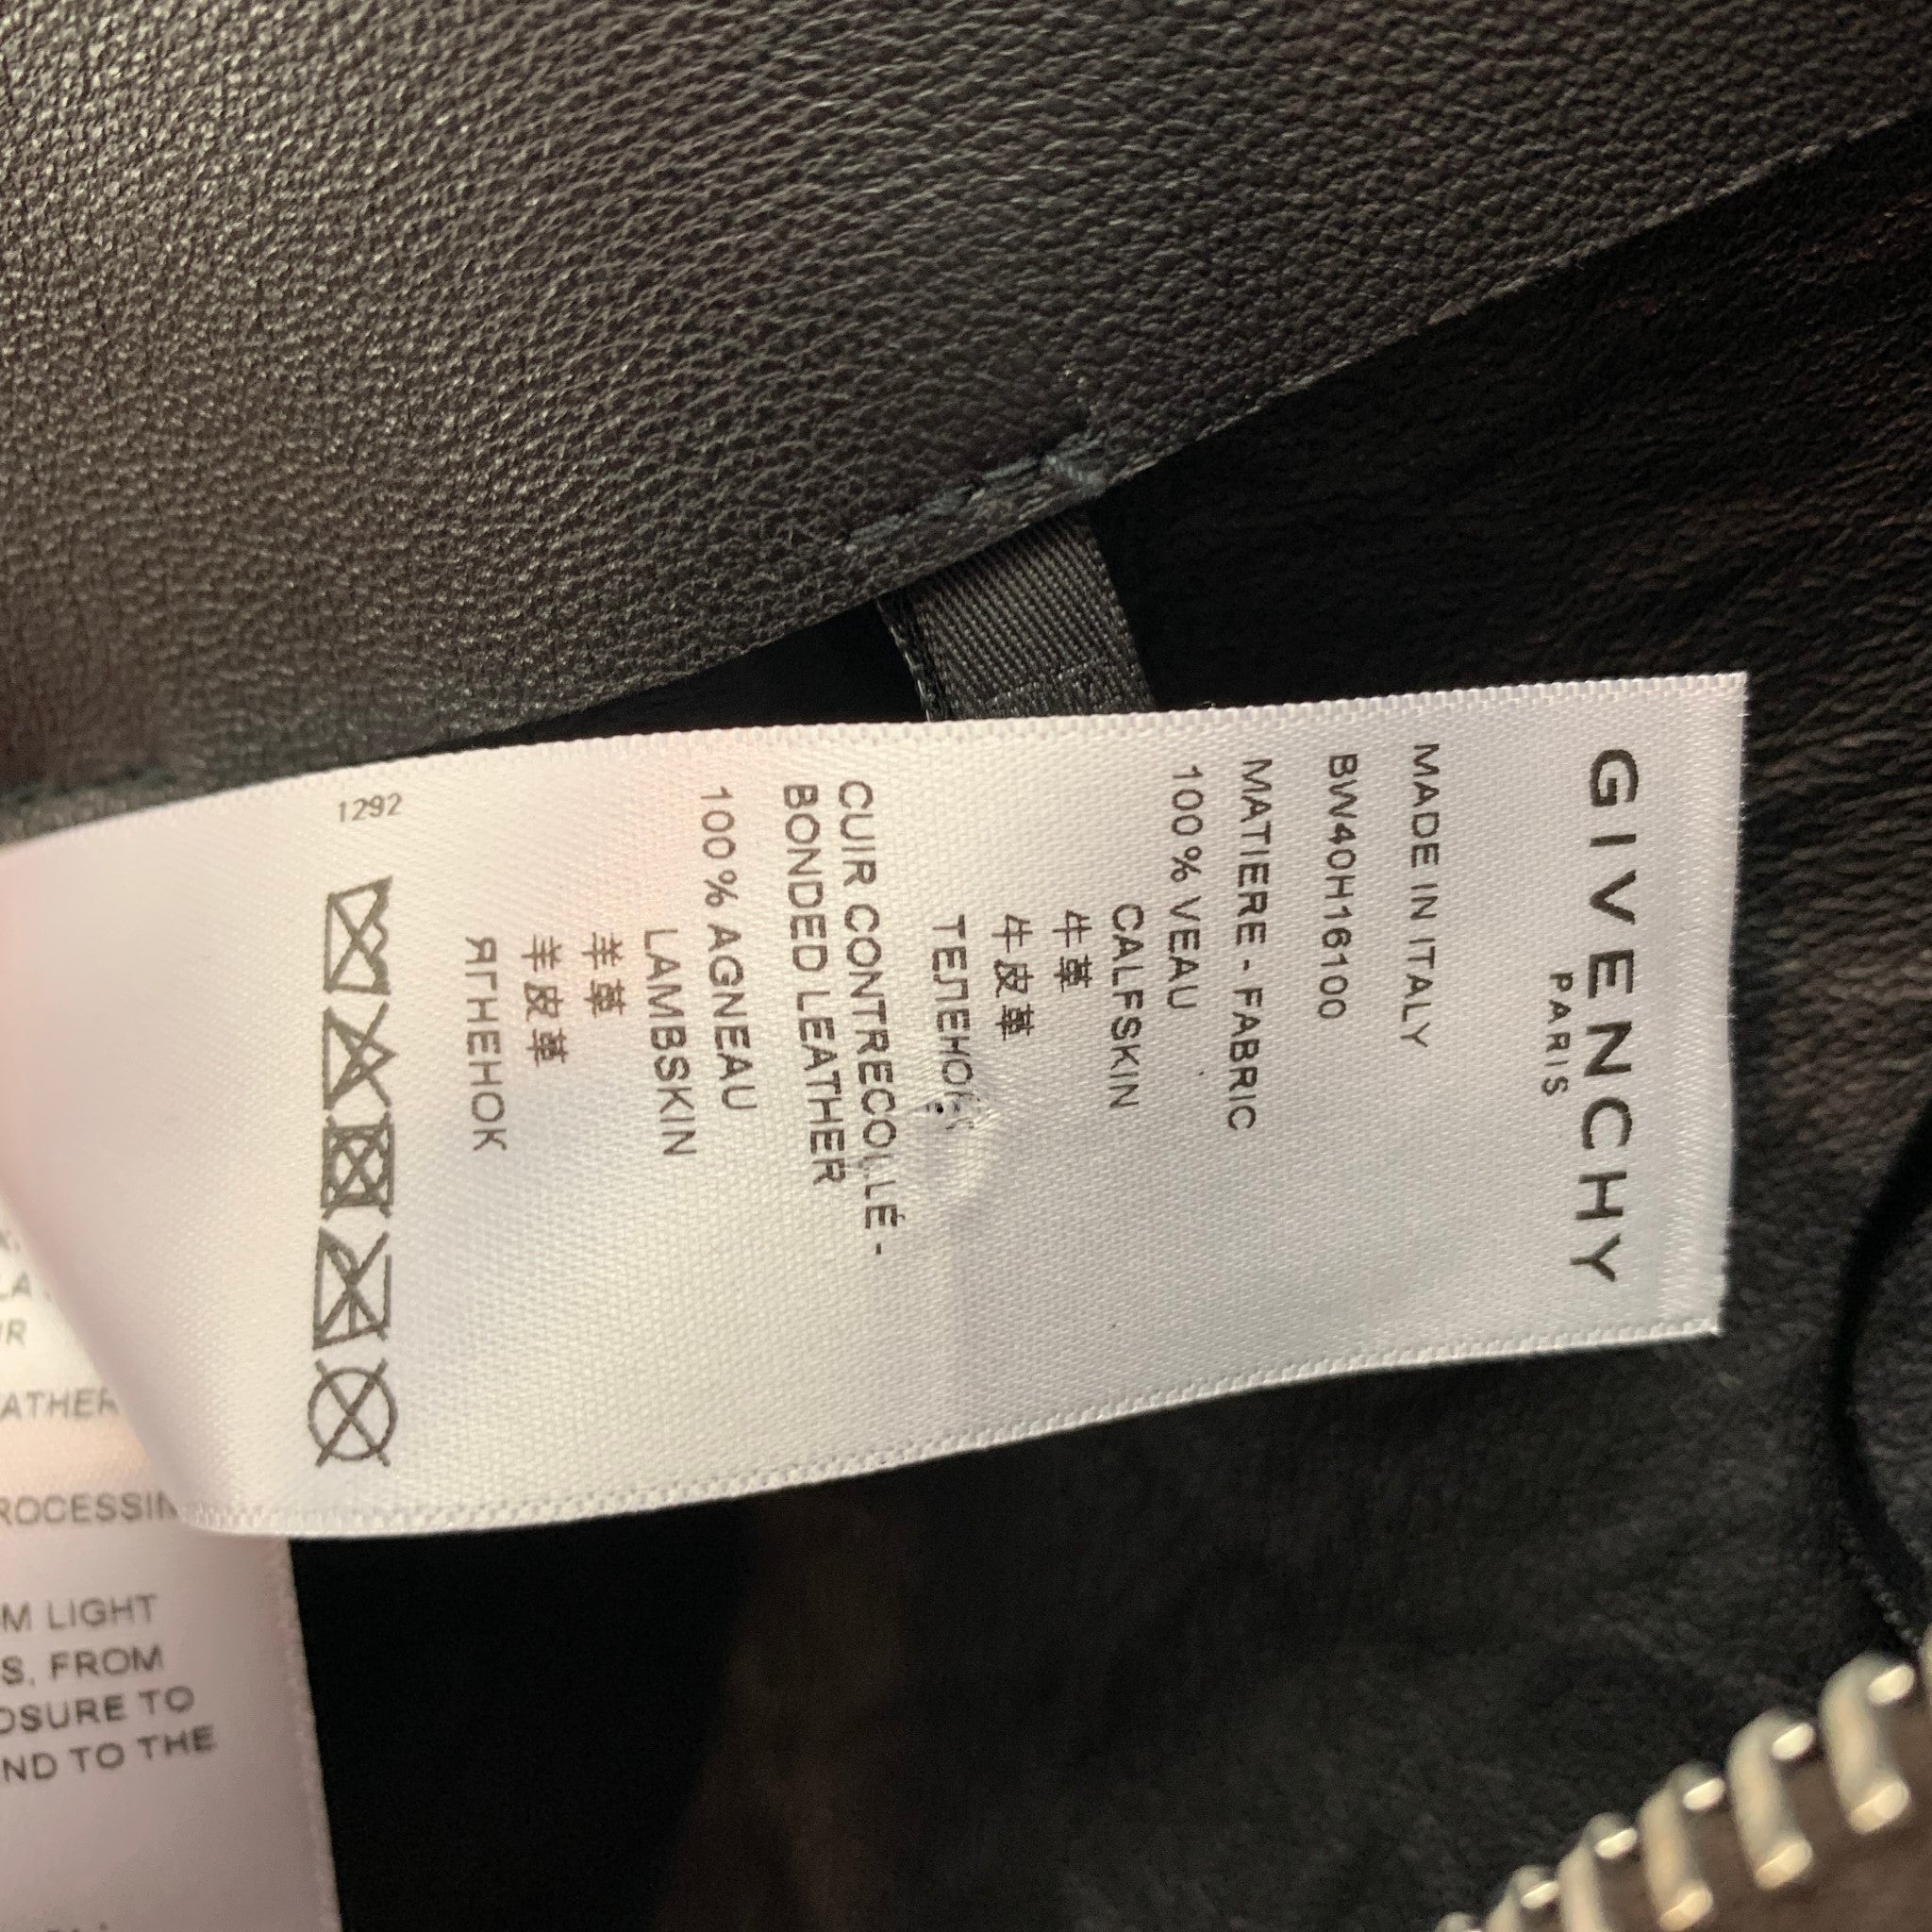 GIVENCHY
PARIS
MADE IN ITALY
BW40H16100
MATIERE - FABRIC
100 % VEAU
CALFSKIN
牛革
牛皮革
ТЕЛЕНОК
CUIR CONTRECOLLÉ -
BONDED LEATHER
100 % AGNEAU
LAMBSKIN
羊革
羊皮革
ЯГНЕНОК
1292
M LIGHT
S, FROM
OSURE TO
ND TO THE